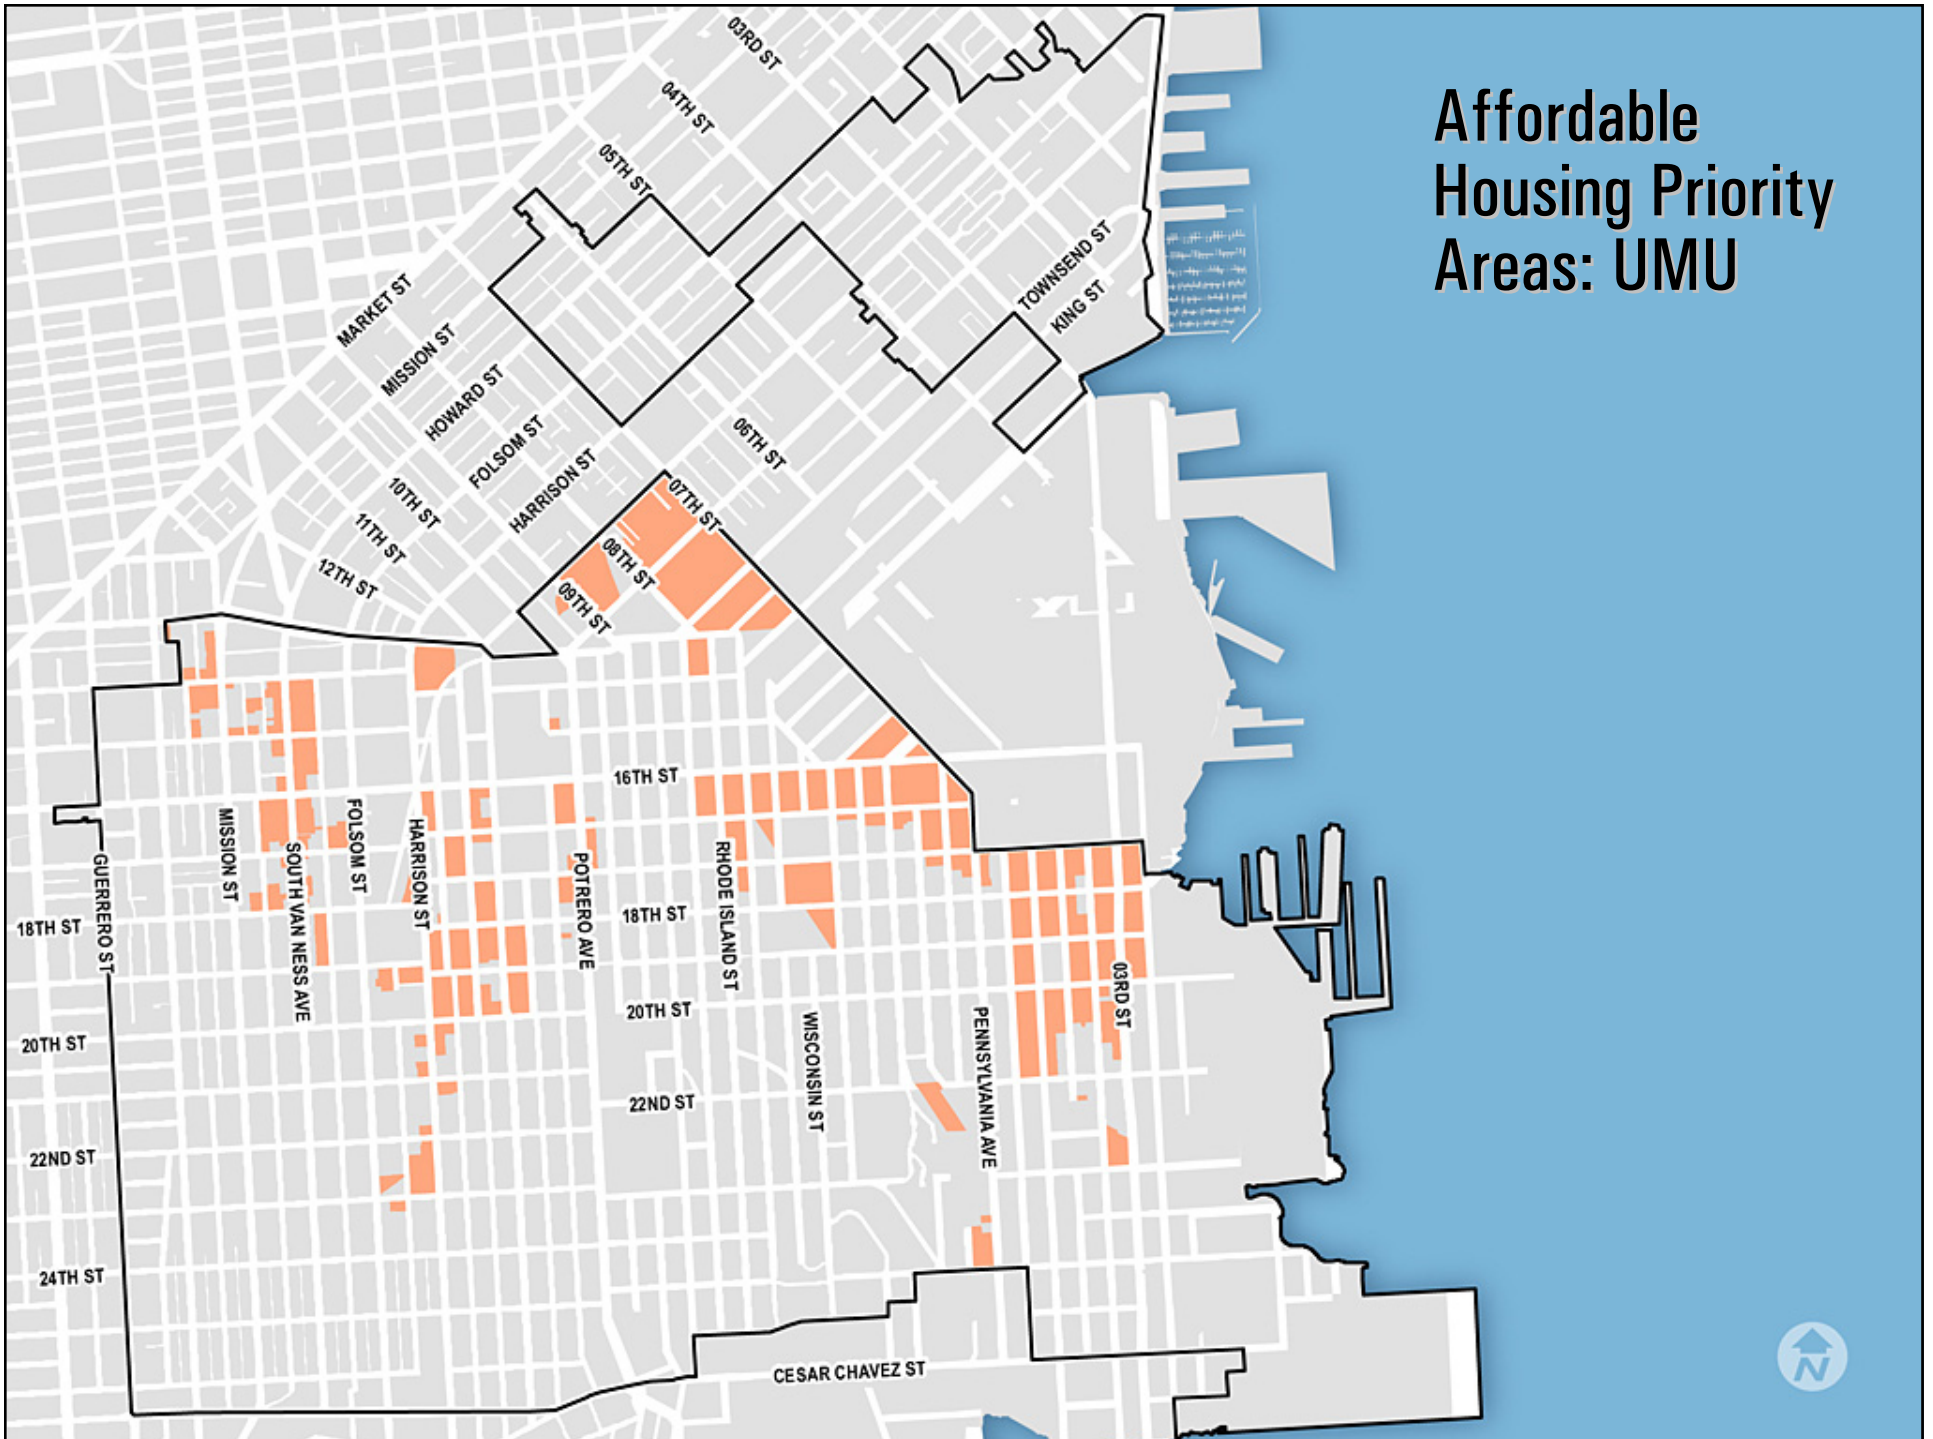 Affordable
Housing Priority
Areas: UMU
03RD ST
04TH ST
05TH ST
TOWNSEND ST
KING ST
MARKET ST
MISSION ST
HOWARD ST
FOLSOM ST
HARRISON ST
06TH ST
07TH ST
08TH ST
09TH ST
10TH ST
11TH ST
12TH ST
16TH ST
GUERRERO ST
MISSION ST
SOUTH VAN NESS AVE
FOLSOM ST
HARRISON ST
POTRERO AVE
RHODE ISLAND ST
WISCONSIN ST
PENNSYLVANIA AVE
03RD ST
18TH ST
18TH ST
20TH ST
20TH ST
22ND ST
22ND ST
24TH ST
CESAR CHAVEZ ST
N